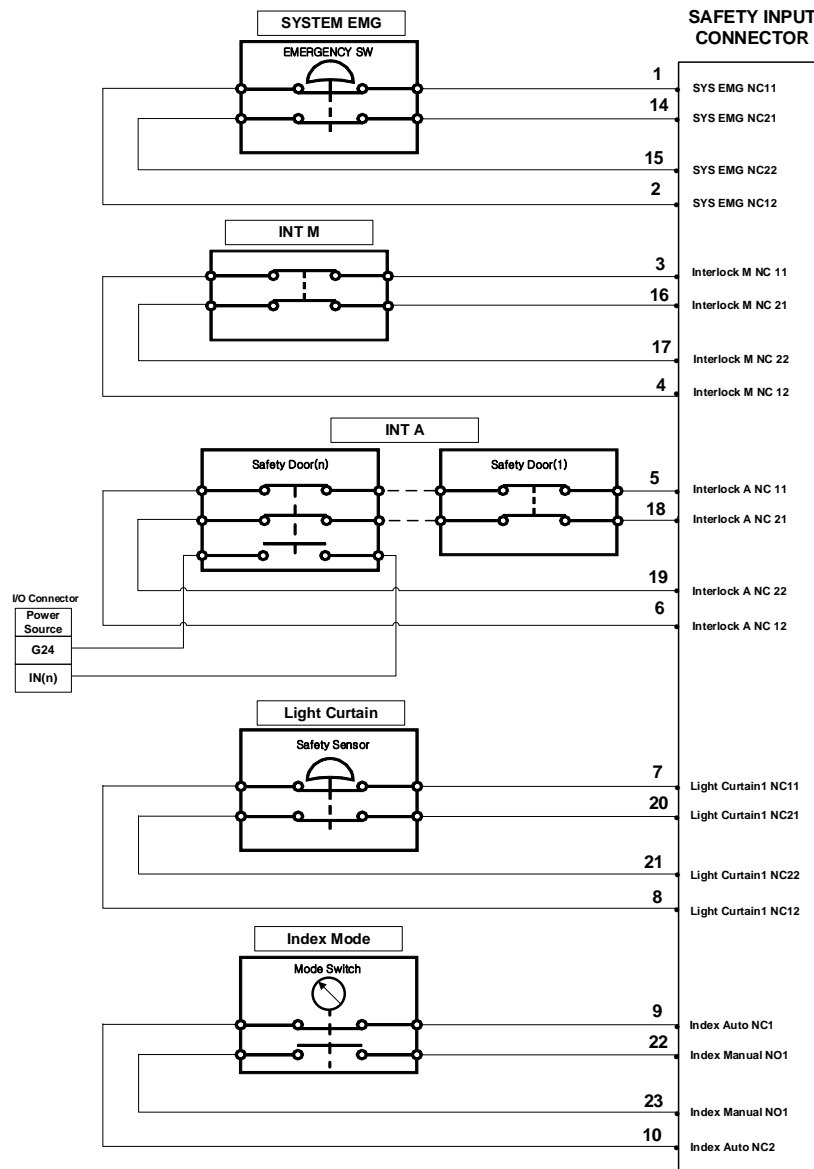 SYSTEM EMG
SAFETY INPUT
CONNECTOR
EMERGENCY SW
1
SYS EMG NC11
14
SYS EMG NC21
15
SYS EMG NC22
2
SYS EMG NC12
INT M
3
Interlock M NC 11
16
Interlock M NC 21
17
Interlock M NC 22
4
Interlock M NC 12
INT A
Safety Door(n)
Safety Door(1)
5
Interlock A NC 11
18
Interlock A NC 21
19
Interlock A NC 22
6
Interlock A NC 12
I/O Connector
Power
Source
G24
IN(n)
Light Curtain
Safety Sensor
7
Light Curtain1 NC11
20
Light Curtain1 NC21
21
Light Curtain1 NC22
8
Light Curtain1 NC12
Index Mode
Mode Switch
9
Index Auto NC1
22
Index Manual NO1
23
Index Manual NO1
10
Index Auto NC2